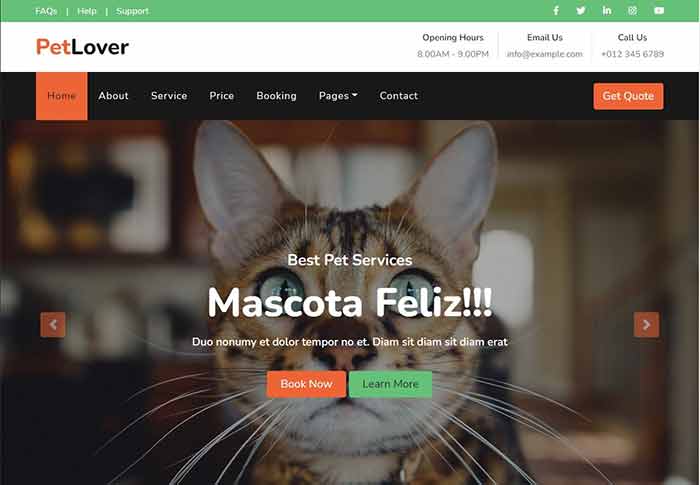 FAQs | Help | Support
PetLover
Opening Hours
8.00AM - 9.00PM
Email Us
info@example.com
Call Us
+012 345 6789
Home About Service Price Booking Pages Contact
Get Quote
Best Pet Services
Mascota Feliz!!!
Duo nonumy et dolor tempor no et. Diam sit diam sit diam erat
Book Now
Learn More